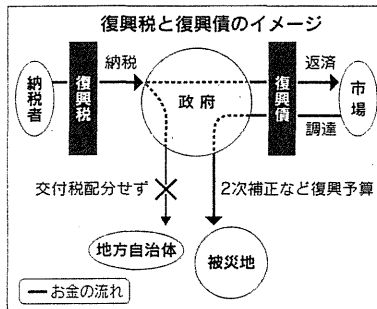 復興税と復興債のイメージ
納税者
復興税
納税
政府
復興債
返済
調達
市場
交付税配分せず
2次補正など復興予算
地方自治体
被災地
お金の流れ